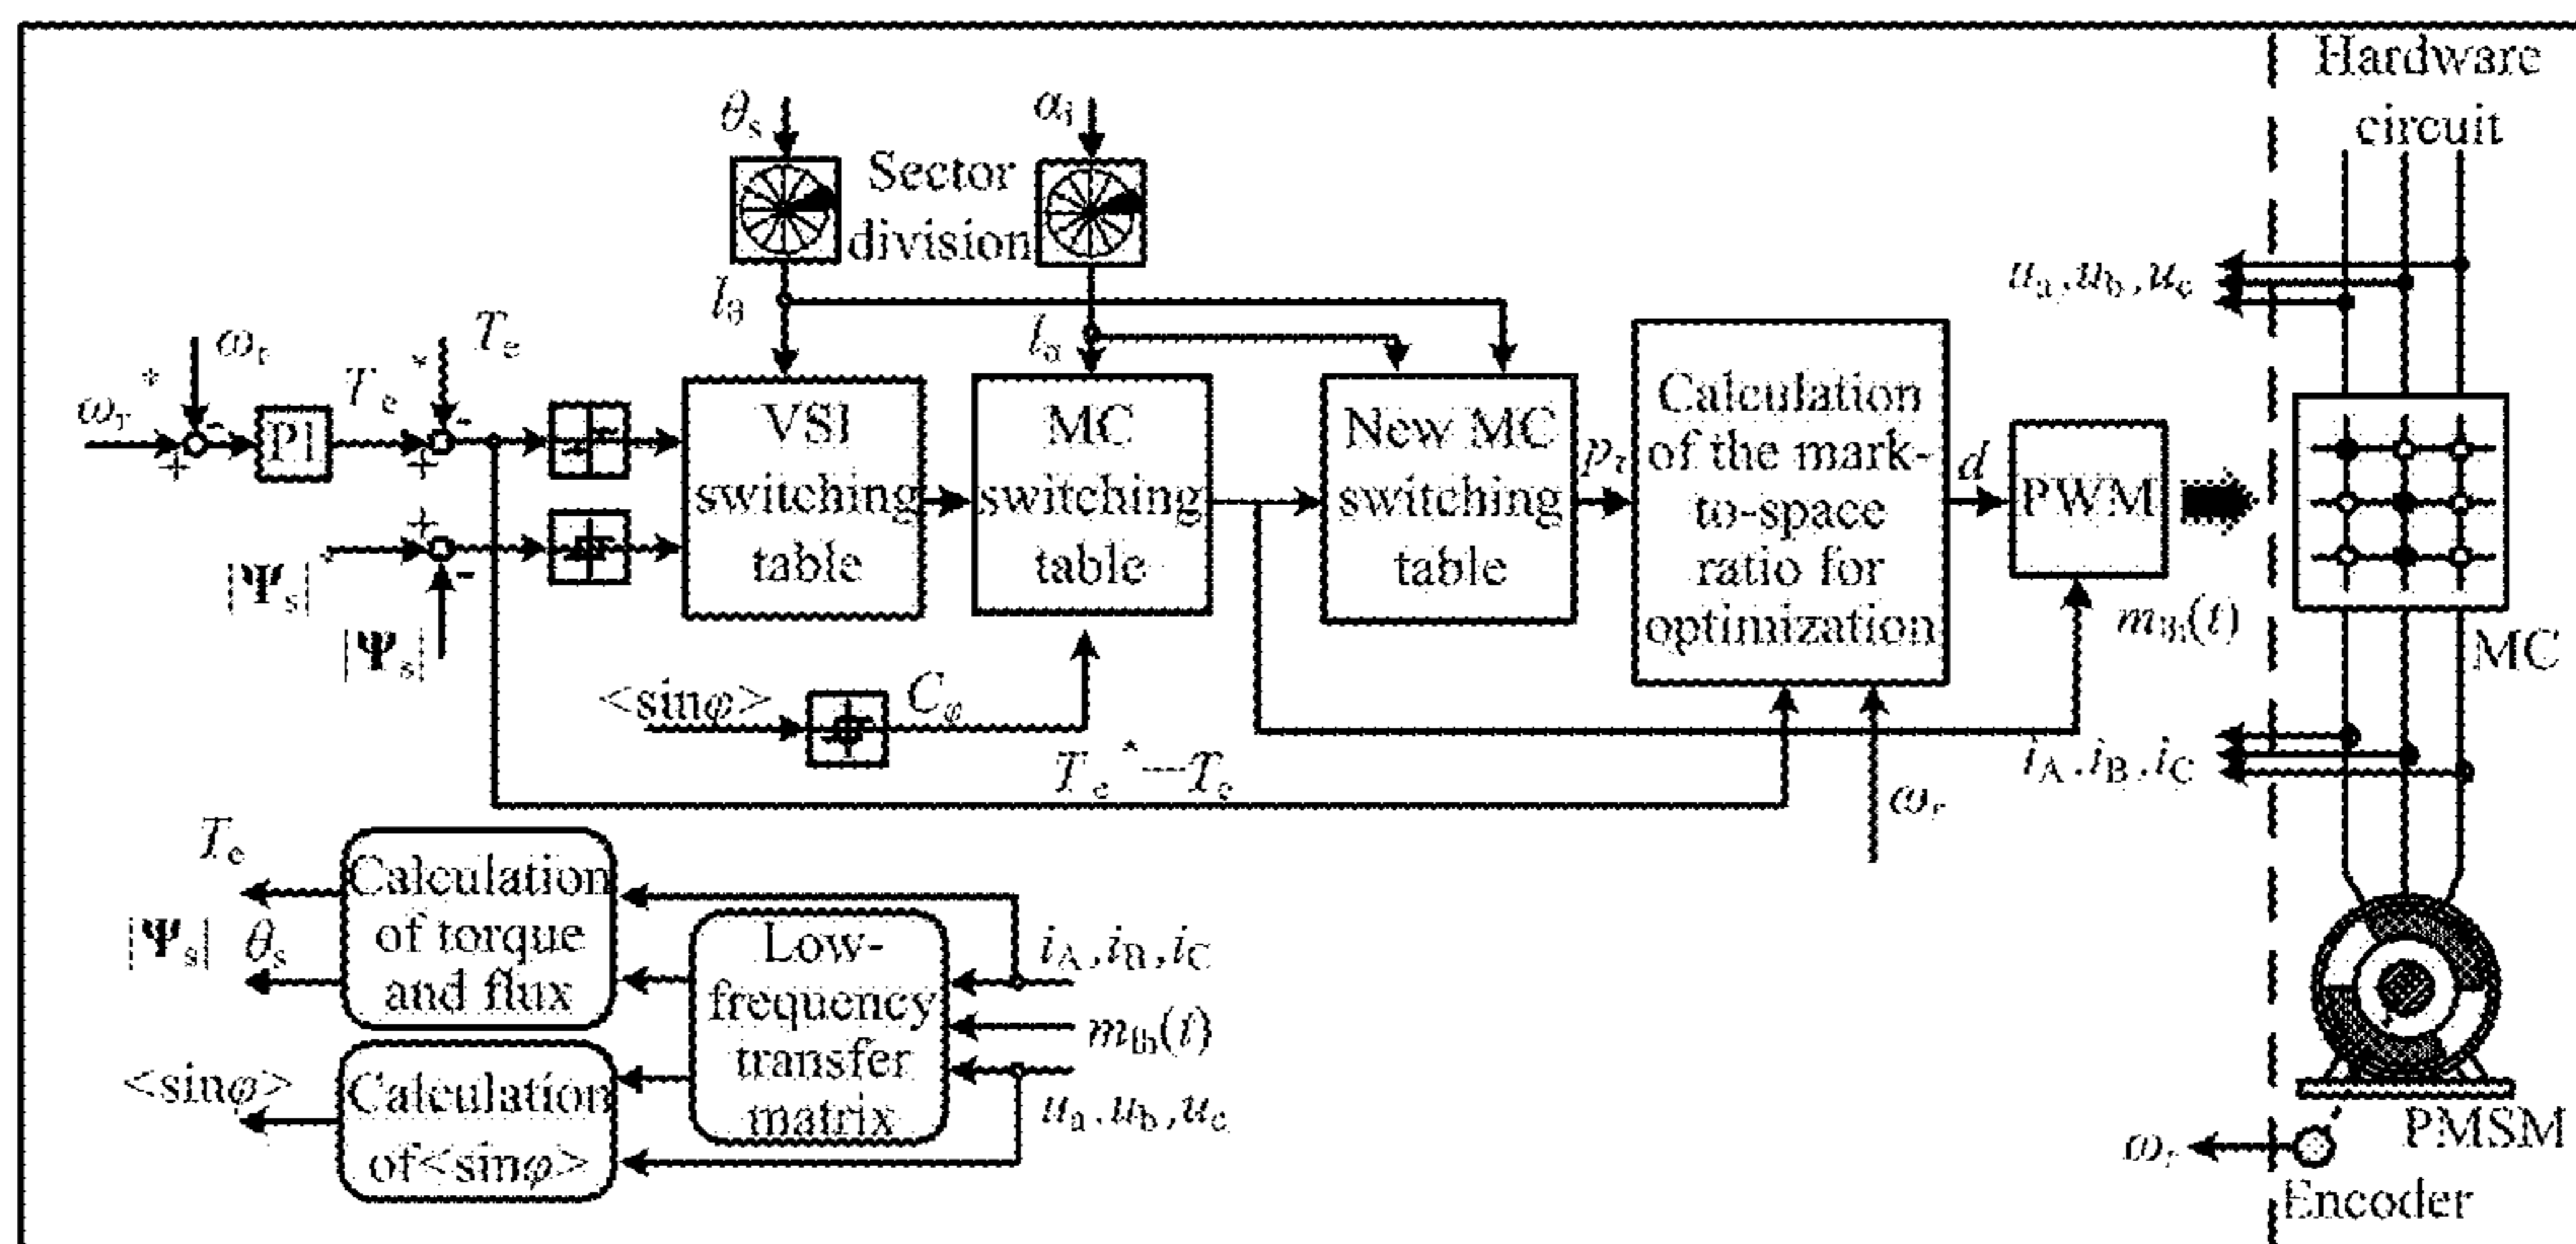 Hardware
circuit
θs
αi
Sector
division
lθ
lα
ua,ub,uc
ωr
*
ωr
PI
Te
*
Te
+
-
+
-
+
-
|Ψs|
|Ψs|
VSI
switching
table
MC
switching
table
New MC
switching
table
Calculation
of the mark-
to-space
ratio for
optimization
d
PWM
MC
<sinφ>
Cφ
Te*—Te
ωr
iA,iB,iC
Te
|Ψs| θs
Calculation
of torque
and flux
Low-
frequency
transfer
matrix
iA,iB,iC
ua,ub,uc
<sinφ>
Calculation
of<sinφ>
PMSM
ωr
Encoder